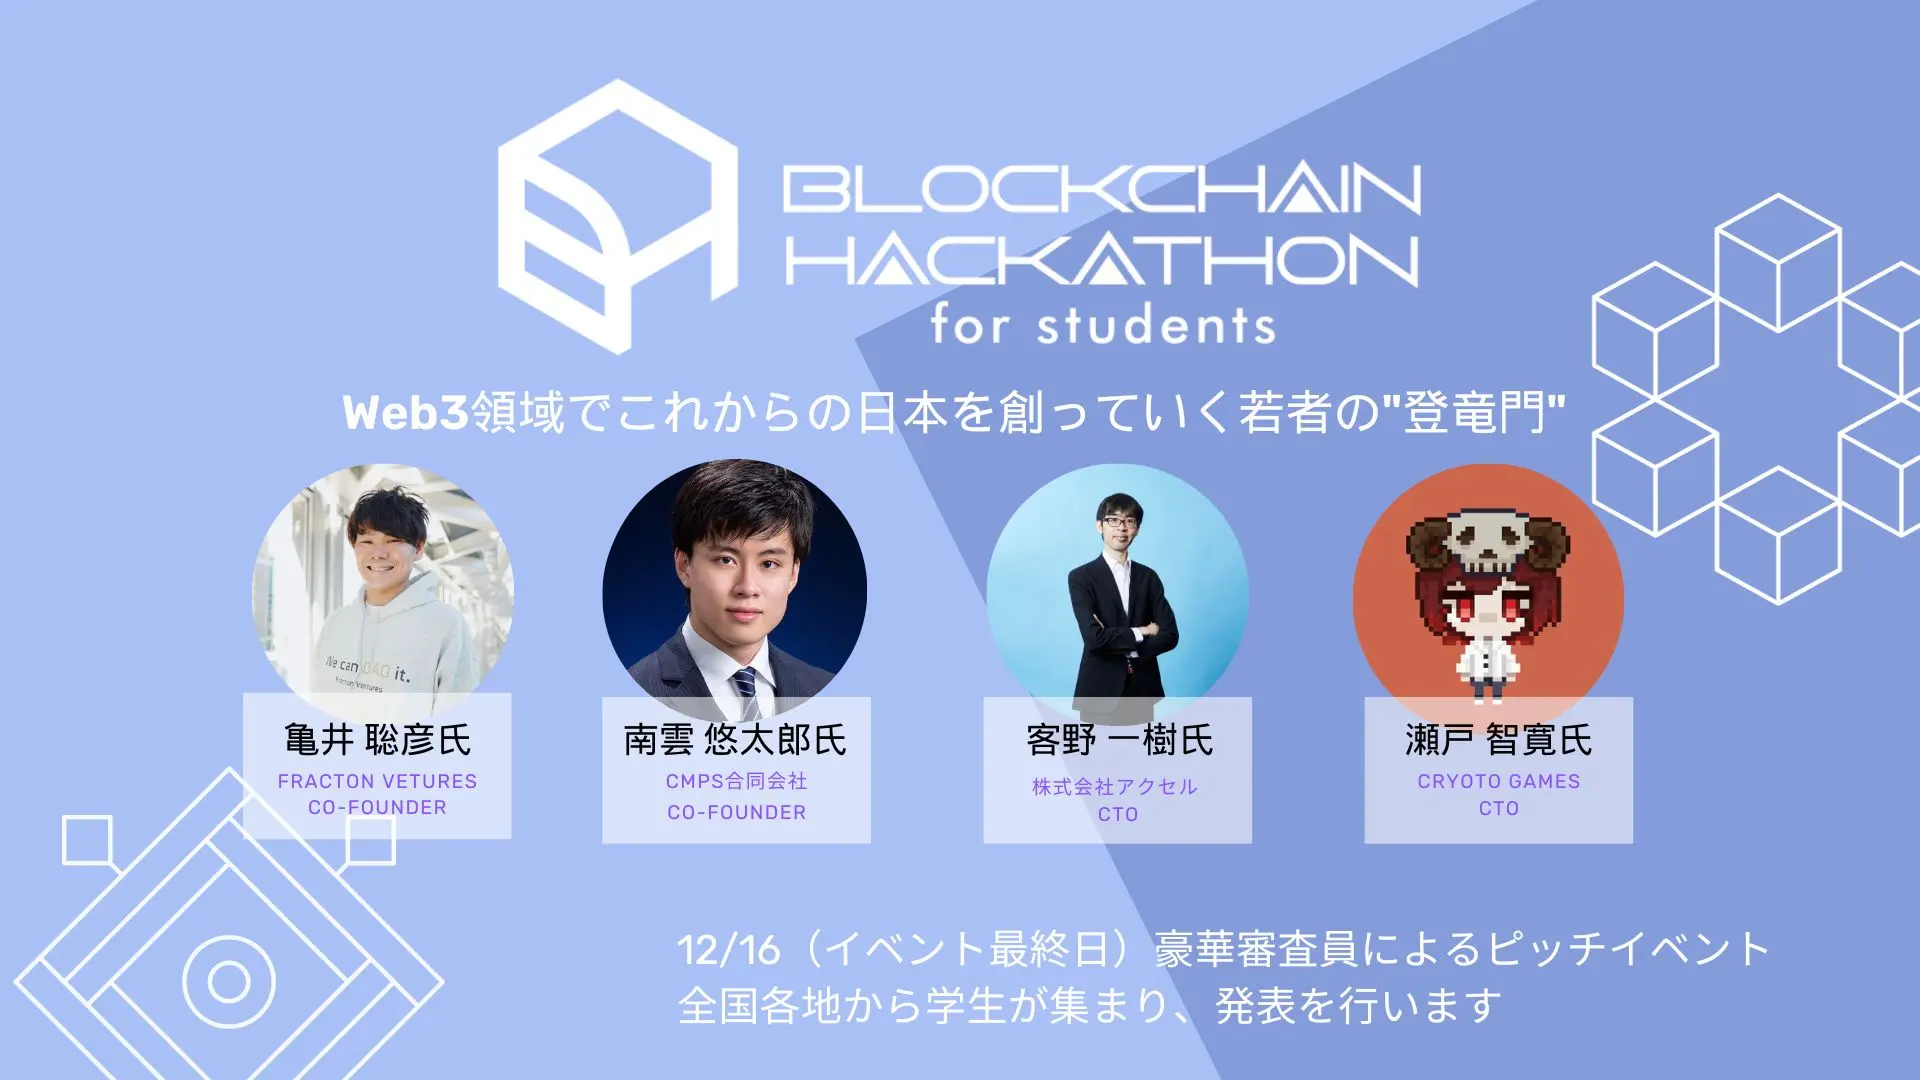 BLOCKCHAIN
HACKATHON
for students
Web3領域でこれからの日本を創っていく若者の"登竜門"
We can DAO it.
Fracton Ventures
亀井 聡彦氏
FRACTON VETURES
CO-FOUNDER
南雲 悠太郎氏
CMPS合同会社
CO-FOUNDER
客野 一樹氏
株式会社アクセル
CTO
瀬戸 智寛氏
CRYOTO GAMES
CTO
12/16（イベント最終日）豪華審査員によるピッチイベント
全国各地から学生が集まり、発表を行います